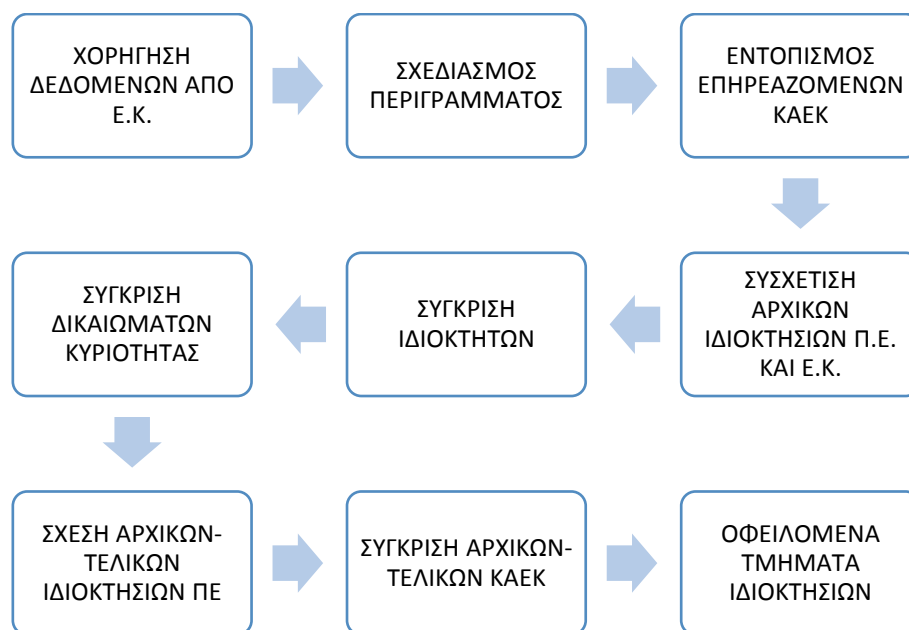 ΧΟΡΗΓΗΣΗ
ΔΕΔΟΜΕΝΩΝ ΑΠΟ
Ε.Κ.
ΣΧΕΔΙΑΣΜΟΣ
ΠΕΡΙΓΡΑΜΜΑΤΟΣ
ΕΝΤΟΠΙΣΜΟΣ
ΕΠΗΡΕΑΖΟΜΕΝΩΝ
ΚΑΕΚ
ΣΥΣΧΕΤΙΣΗ
ΑΡΧΙΚΩΝ
ΙΔΙΟΚΤΗΣΙΩΝ Π.Ε.
ΚΑΙ Ε.Κ.
ΣΥΓΚΡΙΣΗ
ΙΔΙΟΚΤΗΤΩΝ
ΣΥΓΚΡΙΣΗ
ΔΙΚΑΙΩΜΑΤΩΝ
ΚΥΡΙΟΤΗΤΑΣ
ΣΧΕΣΗ ΑΡΧΙΚΩΝ-
ΤΕΛΙΚΩΝ
ΙΔΙΟΚΤΗΣΙΩΝ ΠΕ
ΣΥΓΚΡΙΣΗ ΑΡΧΙΚΩΝ-
ΤΕΛΙΚΩΝ ΚΑΕΚ
ΟΦΕΙΛΟΜΕΝΑ
ΤΜΗΜΑΤΑ
ΙΔΙΟΚΤΗΣΙΩΝ